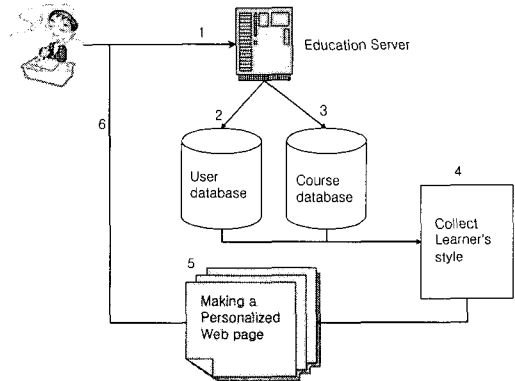 1
Education Server
2
3
6
User
database
Course
database
4
Collect
Learner's
style
5
Making a
Personalized
Web page